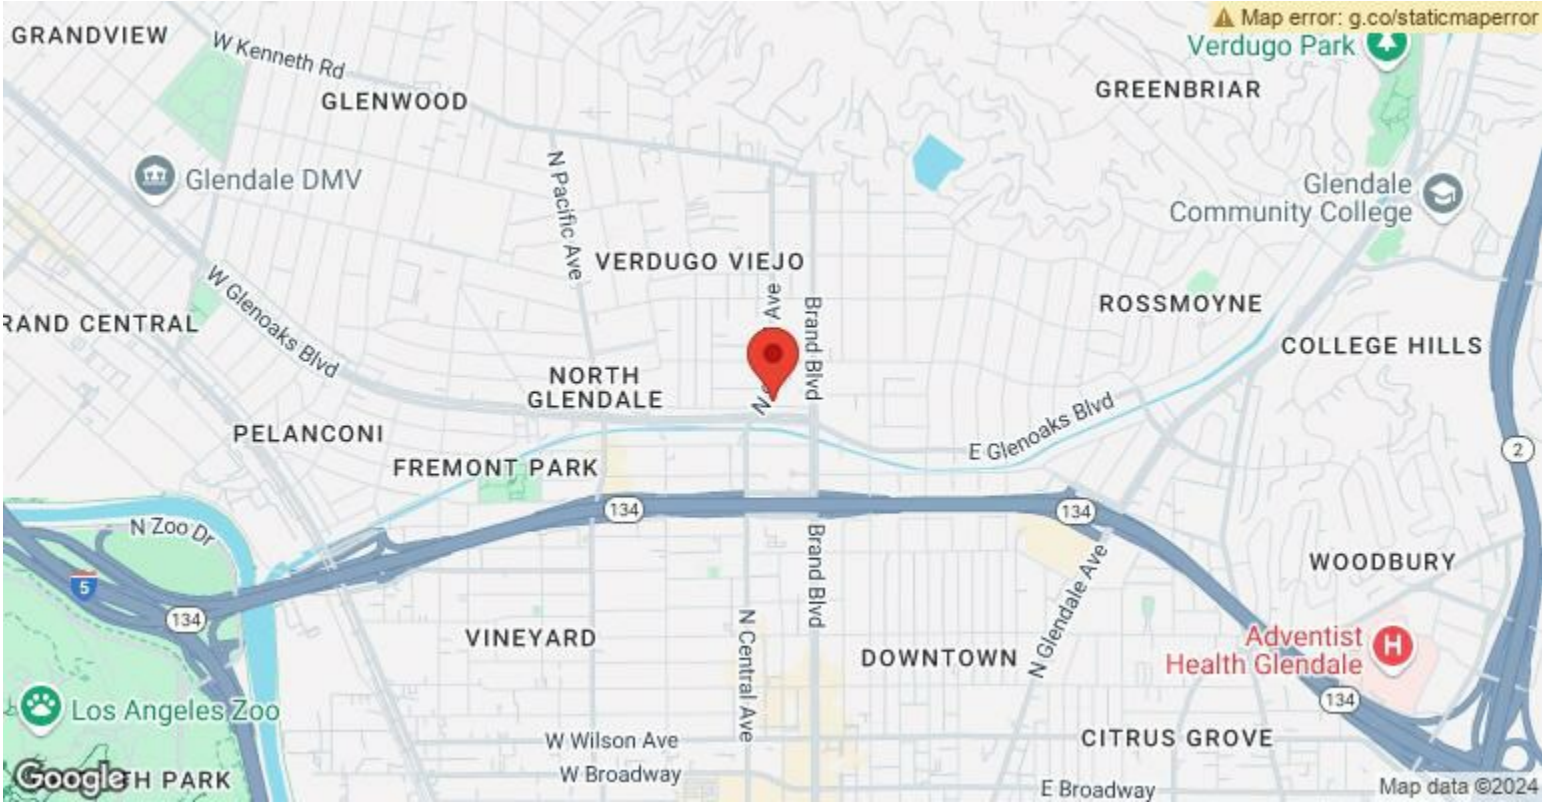 Map error: g.co/staticmaperror
GRANDVIEW
W Kenneth Rd
Verdugo Park
GLENWOOD
GREENBRIAR
N Pacific Ave
Glendale DMV
Glendale
Community College
VERDUGO VIEJO
W Glenoaks Blvd
N
Ave
Brand Blvd
ROSSMOYNE
RAND CENTRAL
COLLEGE HILLS
NORTH
GLENDALE
E Glenoaks Blvd
PELANCONI
2
FREMONT PARK
134
134
N Zoo Dr
Brand Blvd
WOODBURY
5
N Glendale Ave
134
N Central Ave
VINEYARD
DOWNTOWN
Adventist
Health Glendale
H
134
Los Angeles Zoo
W Wilson Ave
CITRUS GROVE
W Broadway
Google
TH PARK
E Broadway
Map data ©2024